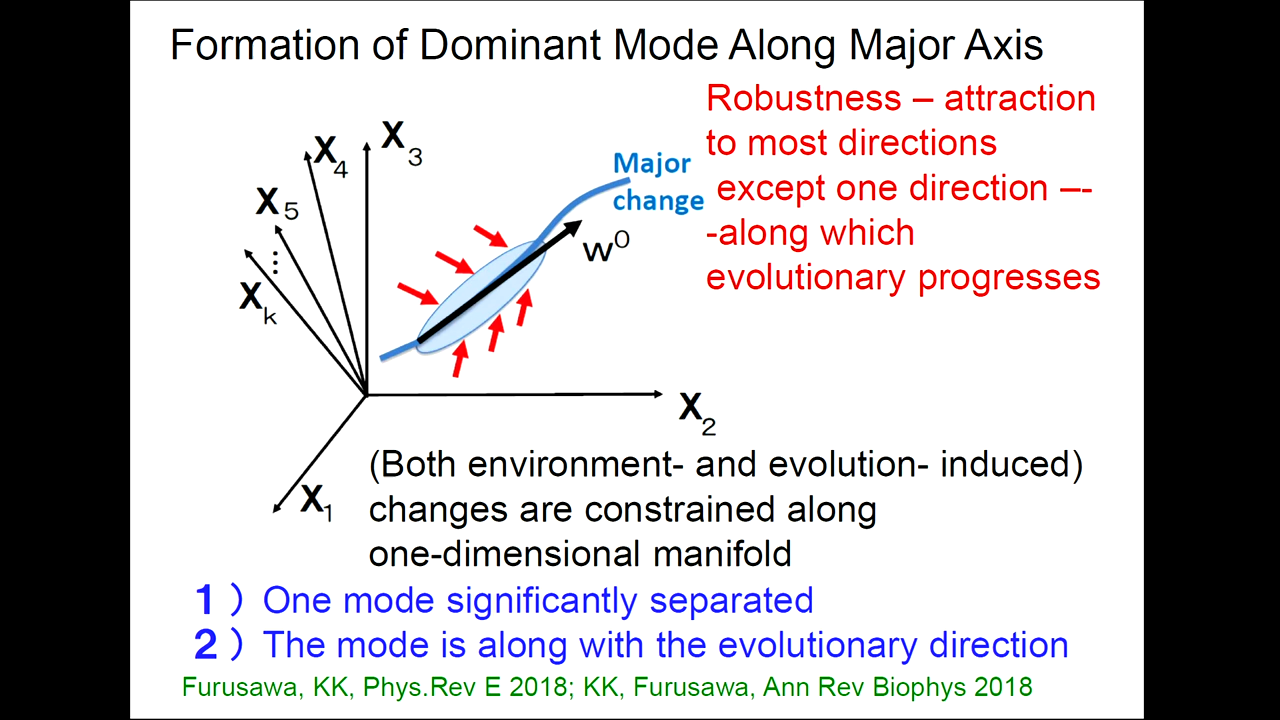 Formation of Dominant Mode Along Major Axis
Robustness – attraction
to most directions
except one direction –-
-along which
evolutionary progresses
X3
X4
X5
⋮
Xk
Major
change
w0
X2
X1
(Both environment- and evolution- induced)
changes are constrained along
one-dimensional manifold
1）One mode significantly separated
2）The mode is along with the evolutionary direction
Furusawa, KK, Phys.Rev E 2018; KK, Furusawa, Ann Rev Biophys 2018